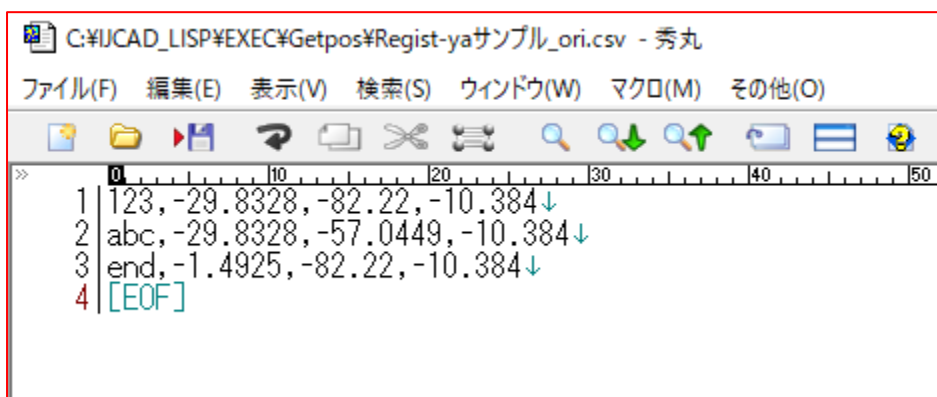 C:¥IJCAD_LISP¥EXEC¥Getpos¥Regist-yaサンプル_ori.csv - 秀丸
ファイル(F) 編集(E) 表示(V) 検索(S) ウィンドウ(W) マクロ(M) その他(O)
0 10 20 30 40 50
1 123,-29.8328,-82.22,-10.384↓
2 abc,-29.8328,-57.0449,-10.384↓
3 end,-1.4925,-82.22,-10.384↓
4 [EOF]